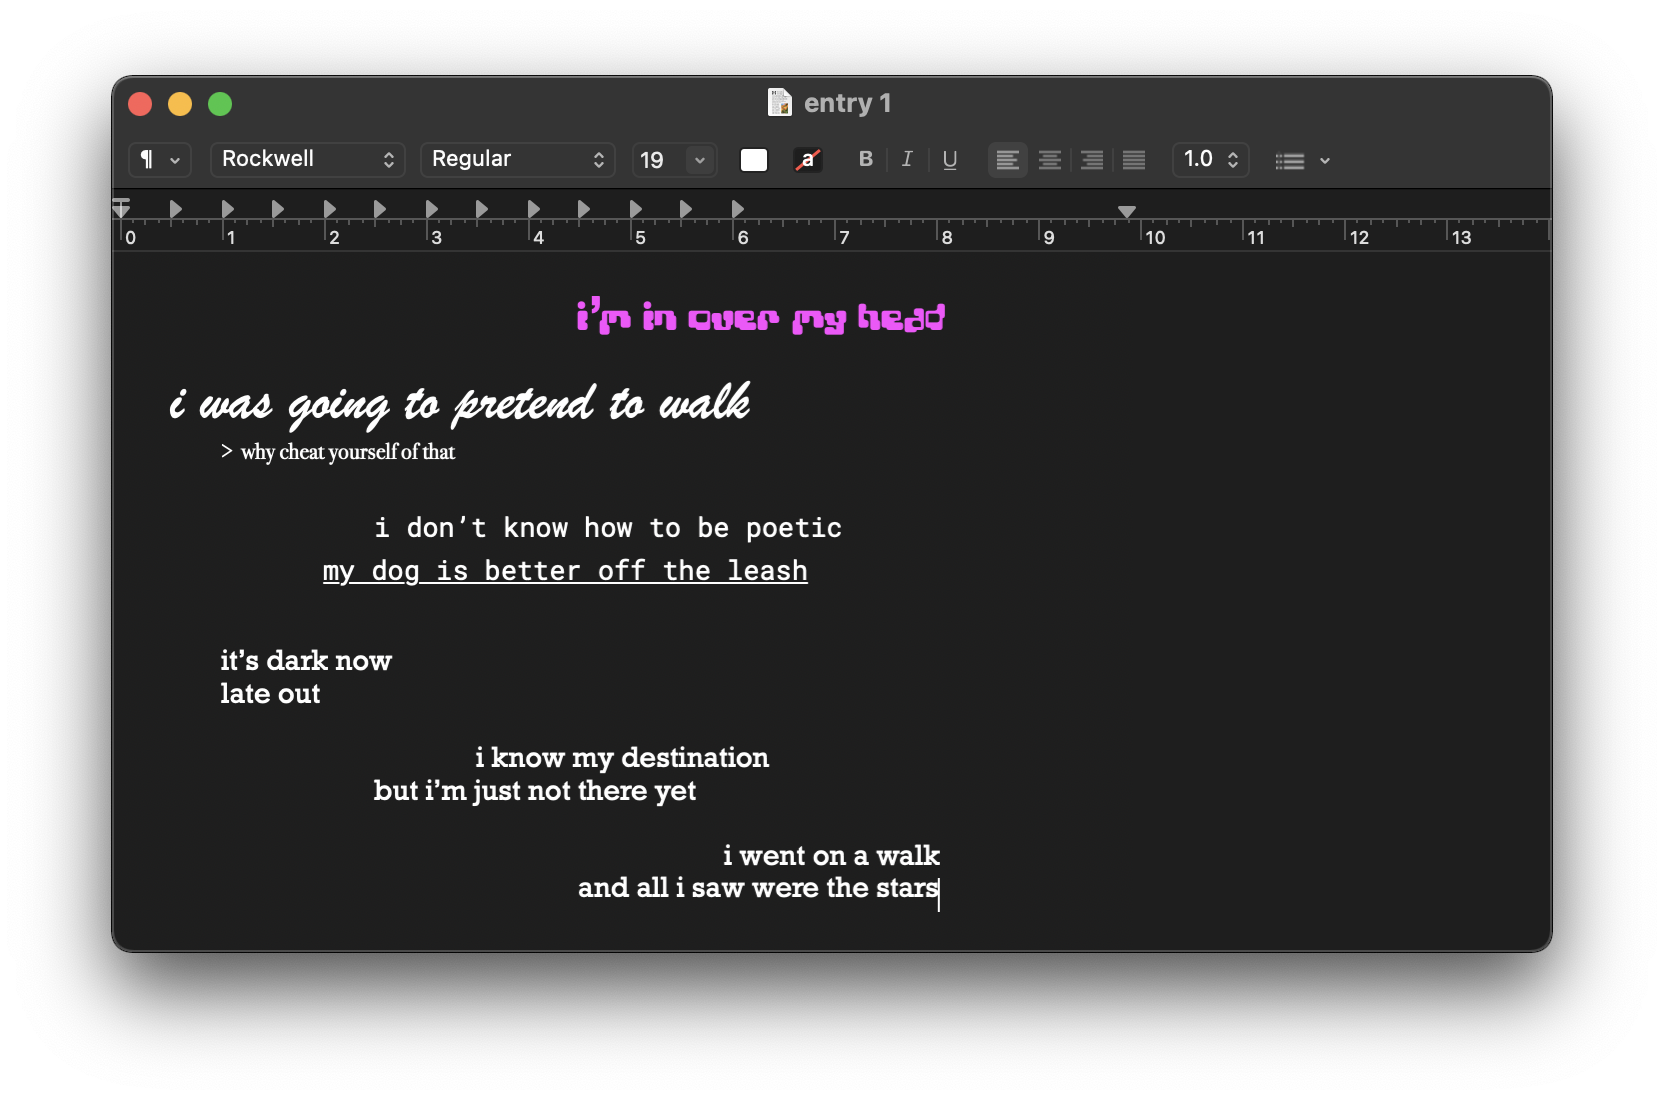 entry 1
¶ Rockwell Regular 19 a B I U 1.0
0 1 2 3 4 5 6 7 8 9 10 11 12 13
i’m in over my head
i was going to pretend to walk
> why cheat yourself of that
i don’t know how to be poetic
my dog is better off the leash
it’s dark now
late out
i know my destination
but i’m just not there yet
i went on a walk
and all i saw were the stars